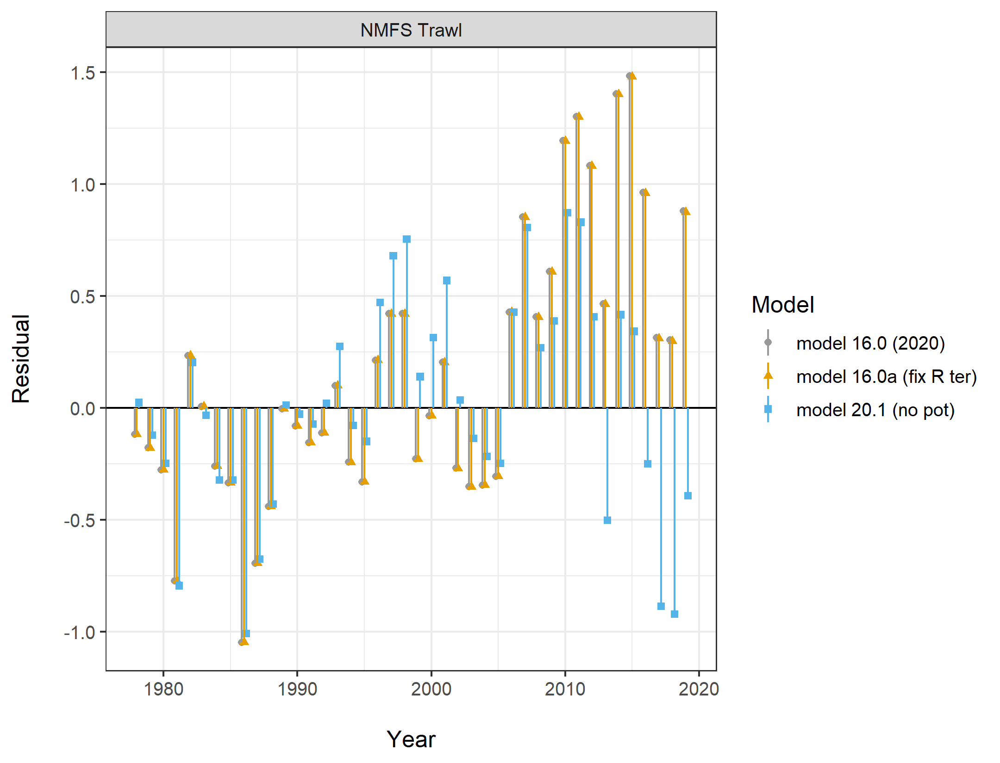 NMFS Trawl
1.5
1.0
0.5
0.0
-0.5
-1.0
Residual
1980 1990 2000 2010 2020
Year
Model
model 16.0 (2020)
model 16.0a (fix R ter)
model 20.1 (no pot)